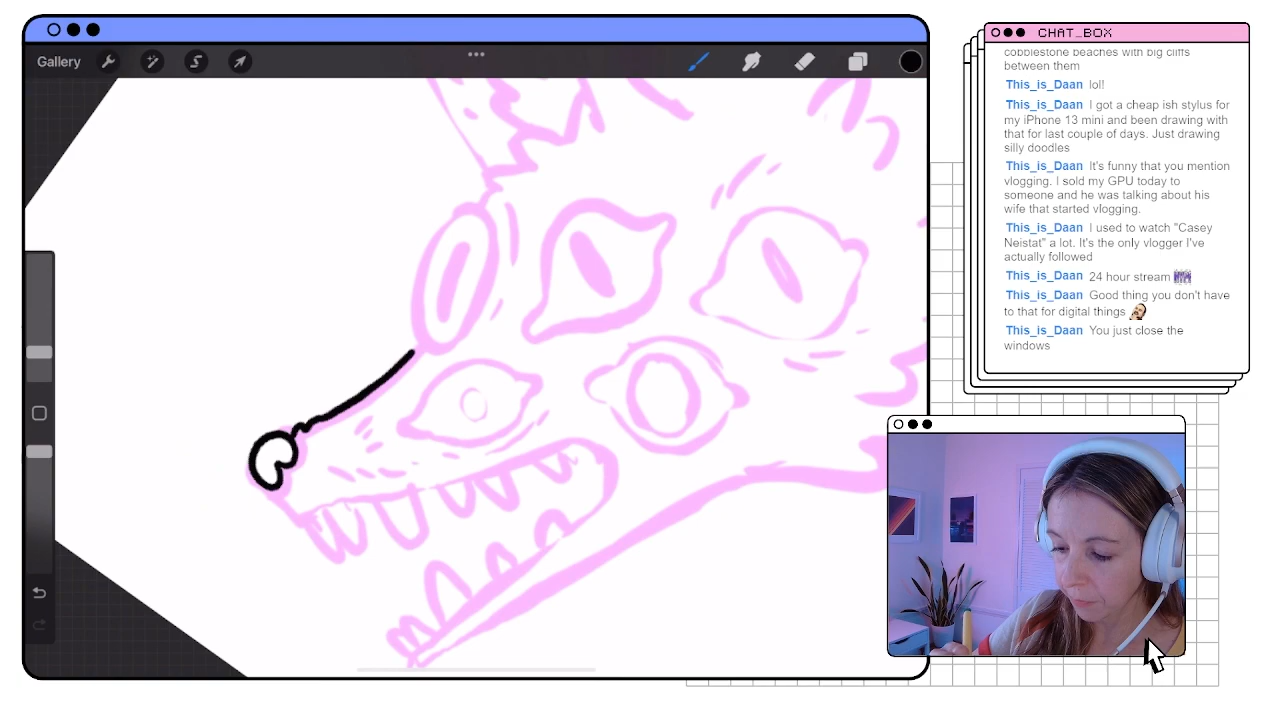 Gallery
CHAT_BOX
cobblestone beaches with big cliffs
between them
This_is_Daan lol!
This_is_Daan I got a cheap ish stylus for
my iPhone 13 mini and been drawing with
that for last couple of days. Just drawing
silly doodles
This_is_Daan It's funny that you mention
vlogging. I sold my GPU today to
someone and he was talking about his
wife that started vlogging.
This_is_Daan I used to watch "Casey
Neistat" a lot. It's the only vlogger I've
actually followed
This_is_Daan 24 hour stream
This_is_Daan Good thing you don't have
to that for digital things
This_is_Daan You just close the
windows